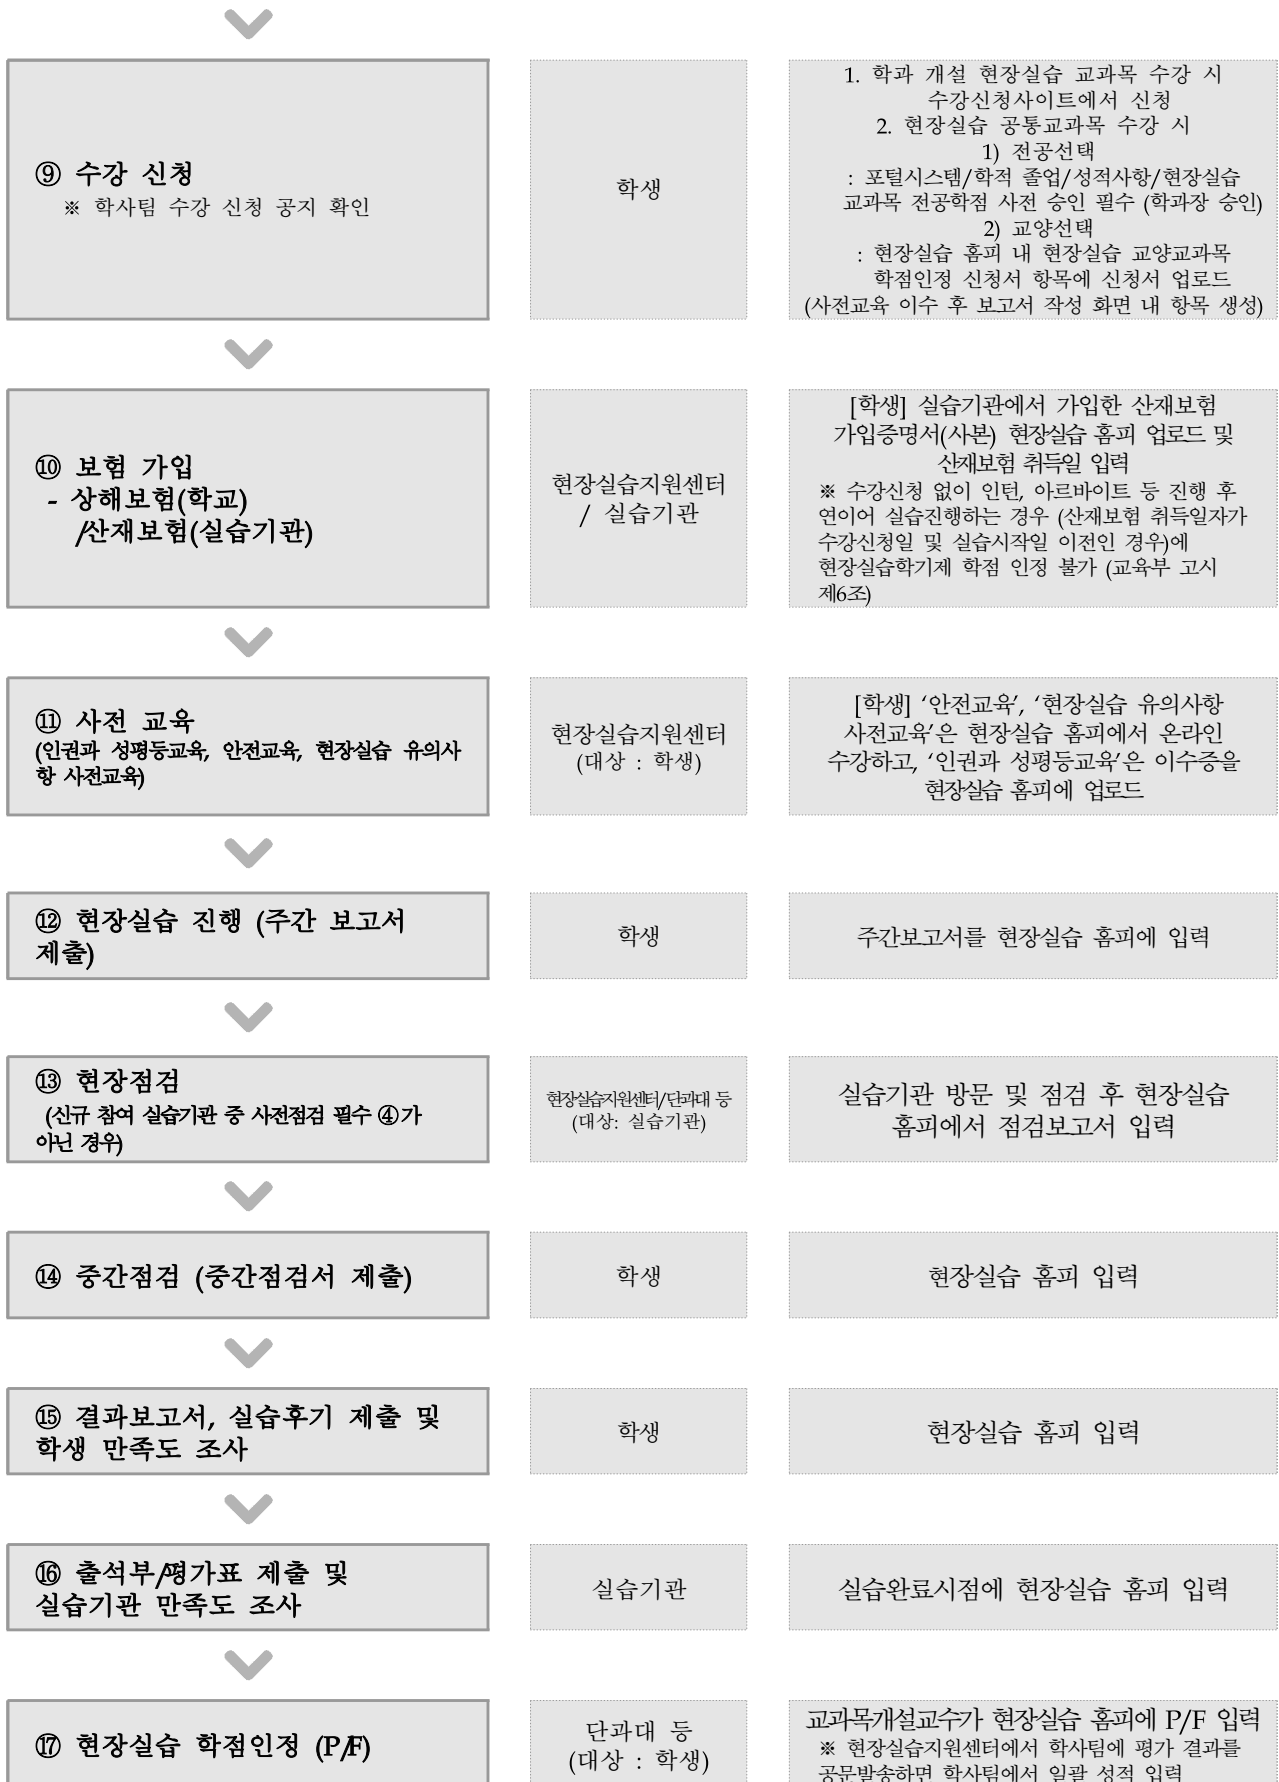 ⑨ 수강 신청
※ 학사팀 수강 신청 공지 확인
학생
1. 학과 개설 현장실습 교과목 수강 시
수강신청사이트에서 신청
2. 현장실습 공통교과목 수강 시
1) 전공선택
: 포털시스템/학적 졸업/성적사항/현장실습
교과목 전공학점 사전 승인 필수 (학과장 승인)
2) 교양선택
: 현장실습 홈피 내 현장실습 교양교과목
학점인정 신청서 항목에 신청서 업로드
(사전교육 이수 후 보고서 작성 화면 내 항목 생성)
⑩ 보험 가입
- 상해보험(학교)
/산재보험(실습기관)
현장실습지원센터
/ 실습기관
[학생] 실습기관에서 가입한 산재보험
가입증명서(사본) 현장실습 홈피 업로드 및
산재보험 취득일 입력
※ 수강신청 없이 인턴, 아르바이트 등 진행 후
연이어 실습진행하는 경우 (산재보험 취득일자가
수강신청일 및 실습시작일 이전인 경우)에
현장실습학기제 학점 인정 불가 (교육부 고시
제6조)
⑪ 사전 교육
(인권과 성평등교육, 안전교육, 현장실습 유의사
항 사전교육)
현장실습지원센터
(대상 : 학생)
[학생] ‘안전교육’, ‘현장실습 유의사항
사전교육’은 현장실습 홈피에서 온라인
수강하고, ‘인권과 성평등교육’은 이수증을
현장실습 홈피에 업로드
⑫ 현장실습 진행 (주간 보고서
제출)
학생
주간보고서를 현장실습 홈피에 입력
⑬ 현장점검
(신규 참여 실습기관 중 사전점검 필수 ④가
아닌 경우)
현장실습지원센터/단과대 등
(대상: 실습기관)
실습기관 방문 및 점검 후 현장실습
홈피에서 점검보고서 입력
⑭ 중간점검 (중간점검서 제출)
학생
현장실습 홈피 입력
⑮ 결과보고서, 실습후기 제출 및
학생 만족도 조사
학생
현장실습 홈피 입력
⑯ 출석부/평가표 제출 및
실습기관 만족도 조사
실습기관
실습완료시점에 현장실습 홈피 입력
⑰ 현장실습 학점인정 (P/F)
단과대 등
(대상 : 학생)
교과목개설교수가 현장실습 홈피에 P/F 입력
※ 현장실습지원센터에서 학사팀에 평가 결과를
공문발송하면 학사팀에서 일괄 성적 입력